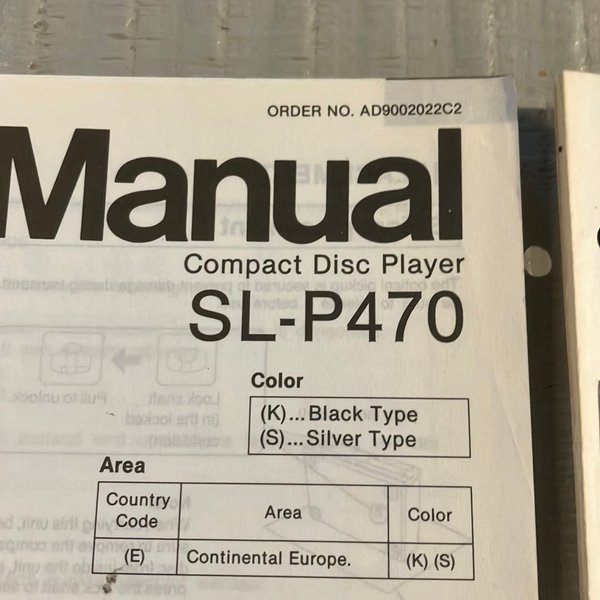 ORDER NO. AD9002022C2
Manual
Compact Disc Player
SL-P470
Color
(K)...Black Type
(S)...Silver Type
Area
Country Code Area Color
(E) Continental Europe. (K) (S)